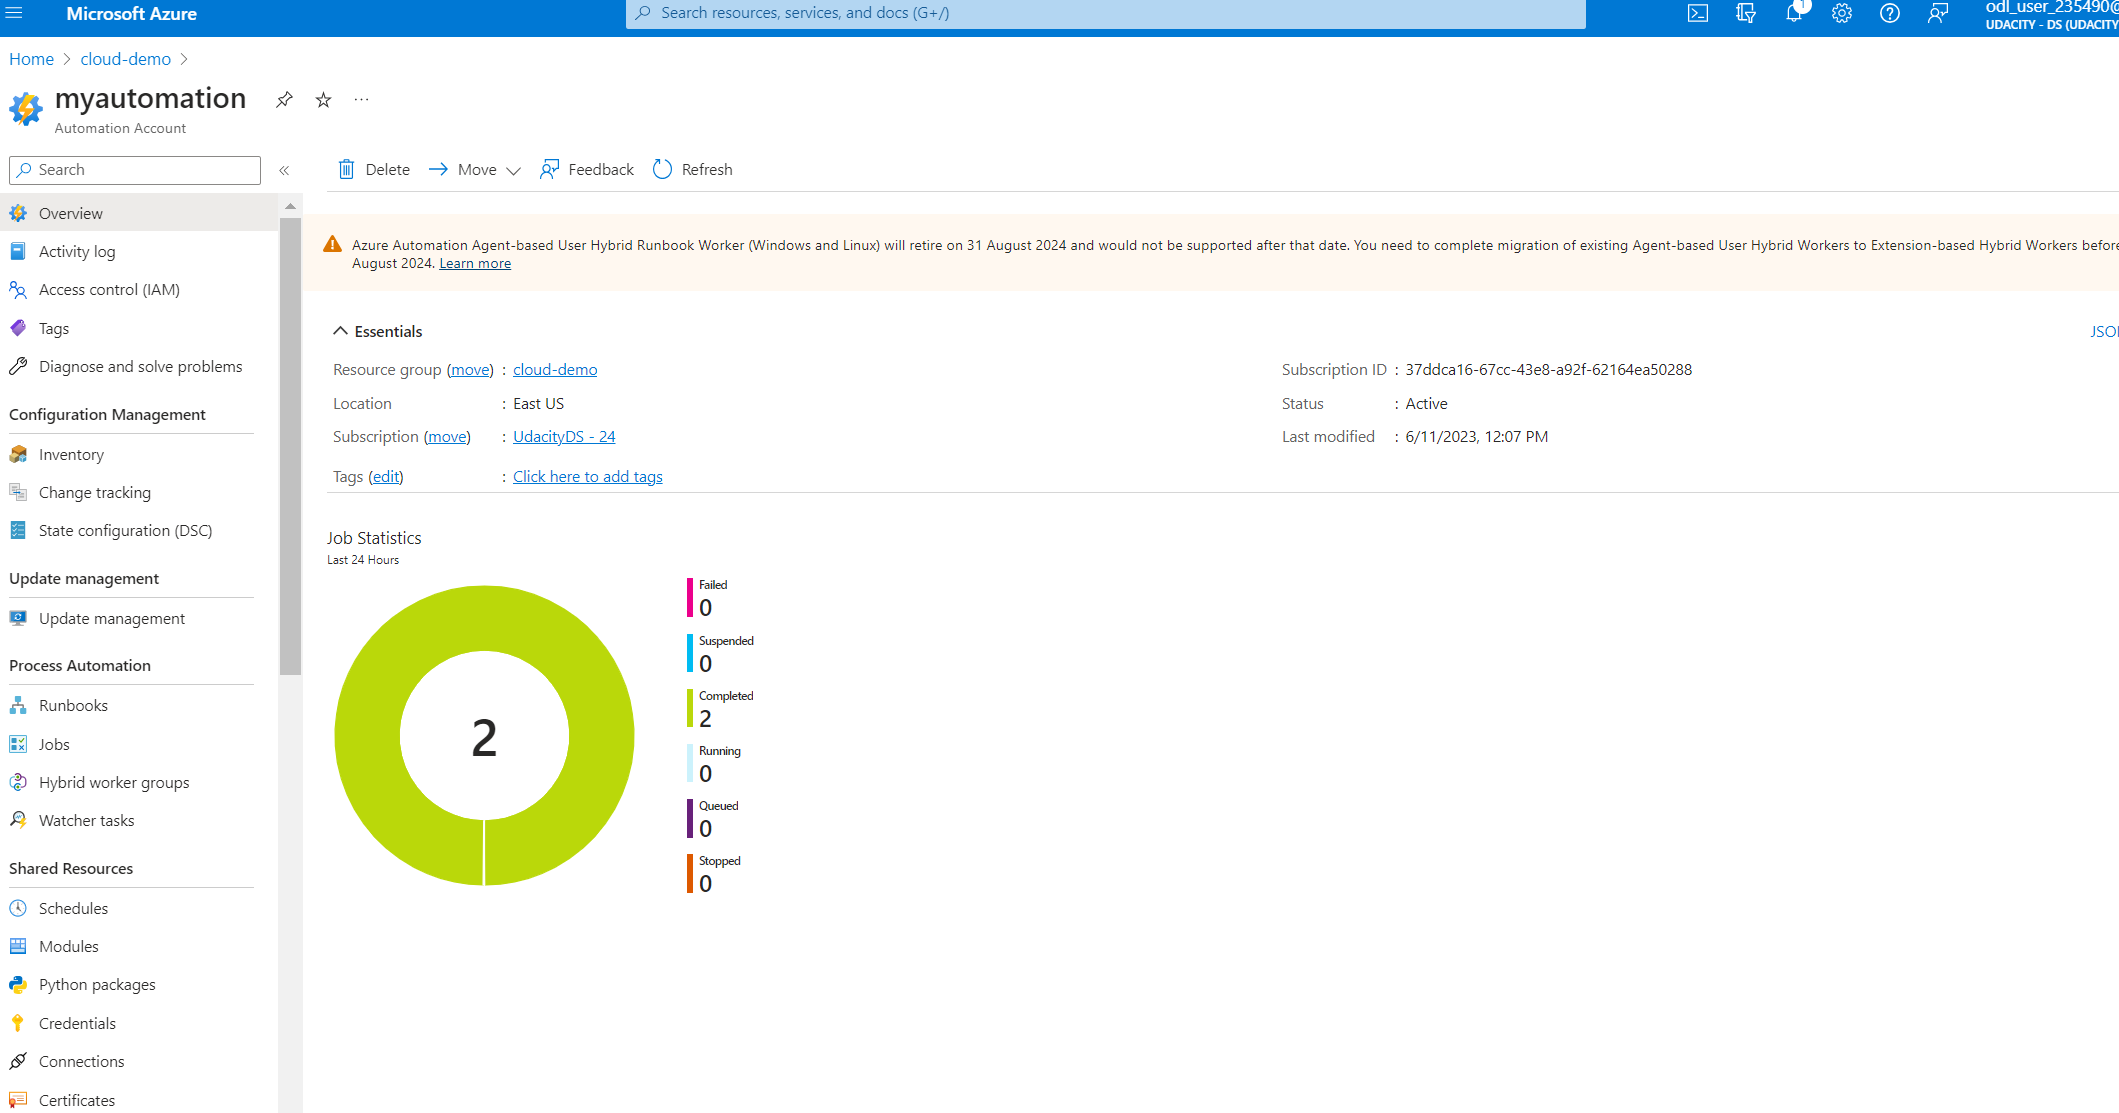 Microsoft Azure
Search resources, services, and docs (G+/)
1
odl_user_235490@
UDACITY - DS (UDACITY
Home > cloud-demo >
myautomation
Automation Account
Search
«
Delete
Move
Feedback
Refresh
Overview
Activity log
Access control (IAM)
Tags
Diagnose and solve problems
Configuration Management
Inventory
Change tracking
State configuration (DSC)
Update management
Update management
Process Automation
Runbooks
Jobs
Hybrid worker groups
Watcher tasks
Shared Resources
Schedules
Modules
Python packages
Credentials
Connections
Certificates
Azure Automation Agent-based User Hybrid Runbook Worker (Windows and Linux) will retire on 31 August 2024 and would not be supported after that date. You need to complete migration of existing Agent-based User Hybrid Workers to Extension-based Hybrid Workers before
August 2024. Learn more
Essentials
JSO
Resource group (move) : cloud-demo
Location : East US
Subscription (move) : UdacityDS - 24
Tags (edit) : Click here to add tags
Subscription ID : 37ddca16-67cc-43e8-a92f-62164ea50288
Status : Active
Last modified : 6/11/2023, 12:07 PM
Job Statistics
Last 24 Hours
2
Failed
0
Suspended
0
Completed
2
Running
0
Queued
0
Stopped
0